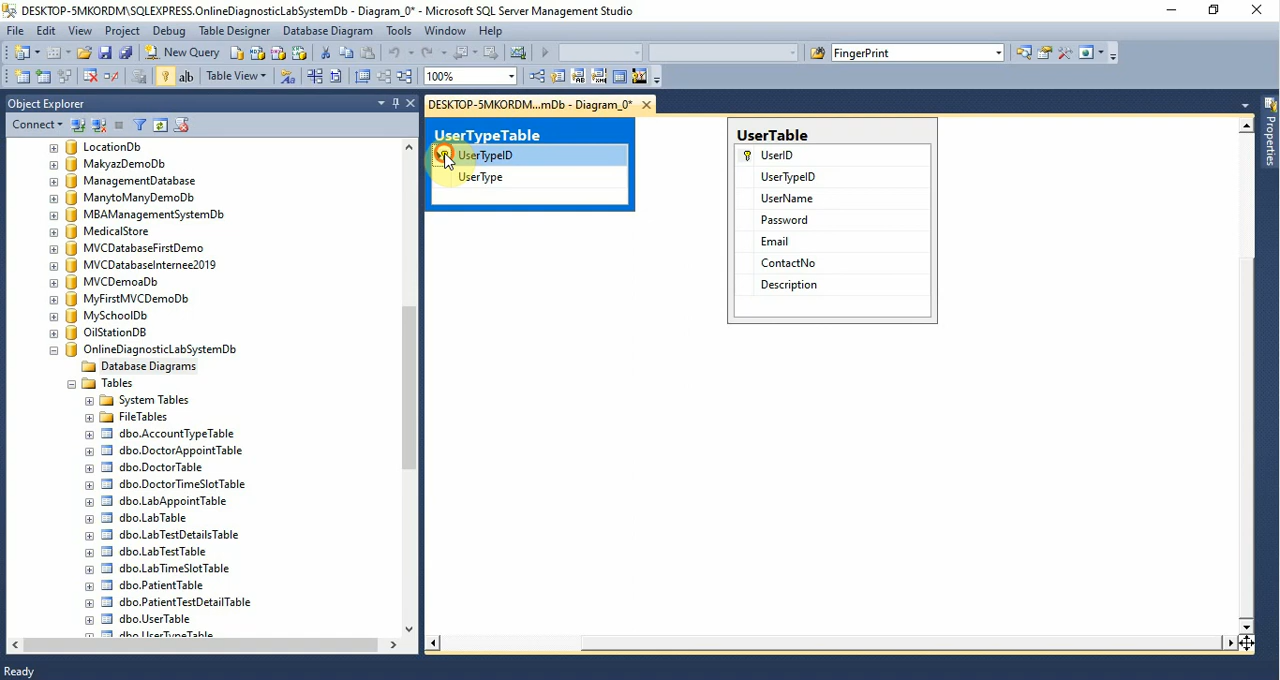 DESKTOP-5MKORDM\SQLEXPRESS.OnlineDiagnosticLabSystemDb - Diagram_0* - Microsoft SQL Server Management Studio
File Edit View Project Debug Table Designer Database Diagram Tools Window Help
New Query FingerPrint
ab Table View 100%
Object Explorer
DESKTOP-5MKORDM...mDb - Diagram_0*
Connect
Properties
LocationDb
MakyazDemoDb
ManagementDatabase
ManytoManyDemoDb
MBAManagementSystemDb
MedicalStore
MVCDatabaseFirstDemo
MVCDatabaseInternee2019
MVCDemoaDb
MyFirstMVCDemoDb
MySchoolDb
OilStationDB
OnlineDiagnosticLabSystemDb
Database Diagrams
Tables
System Tables
FileTables
dbo.AccountTypeTable
dbo.DoctorAppointTable
dbo.DoctorTable
dbo.DoctorTimeSlotTable
dbo.LabAppointTable
dbo.LabTable
dbo.LabTestDetailsTable
dbo.LabTestTable
dbo.LabTimeSlotTable
dbo.PatientTable
dbo.PatientTestDetailTable
dbo.UserTable
dbo.UserTypeTable
UserTypeTable
UserTypeID
UserType
UserTable
UserID
UserTypeID
UserName
Password
Email
ContactNo
Description
Ready